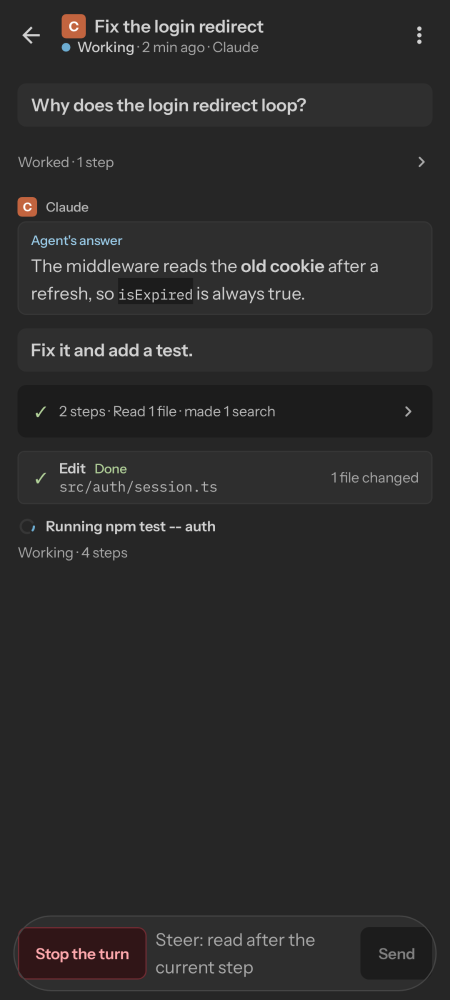 C Fix the login redirect
Working · 2 min ago · Claude
Why does the login redirect loop?
Worked · 1 step
C Claude
Agent's answer
The middleware reads the old cookie after a
refresh, so isExpired is always true.
Fix it and add a test.
✓ 2 steps · Read 1 file · made 1 search
✓ Edit Done
src/auth/session.ts
1 file changed
Running npm test -- auth
Working · 4 steps
Stop the turn
Steer: read after the
current step
Send